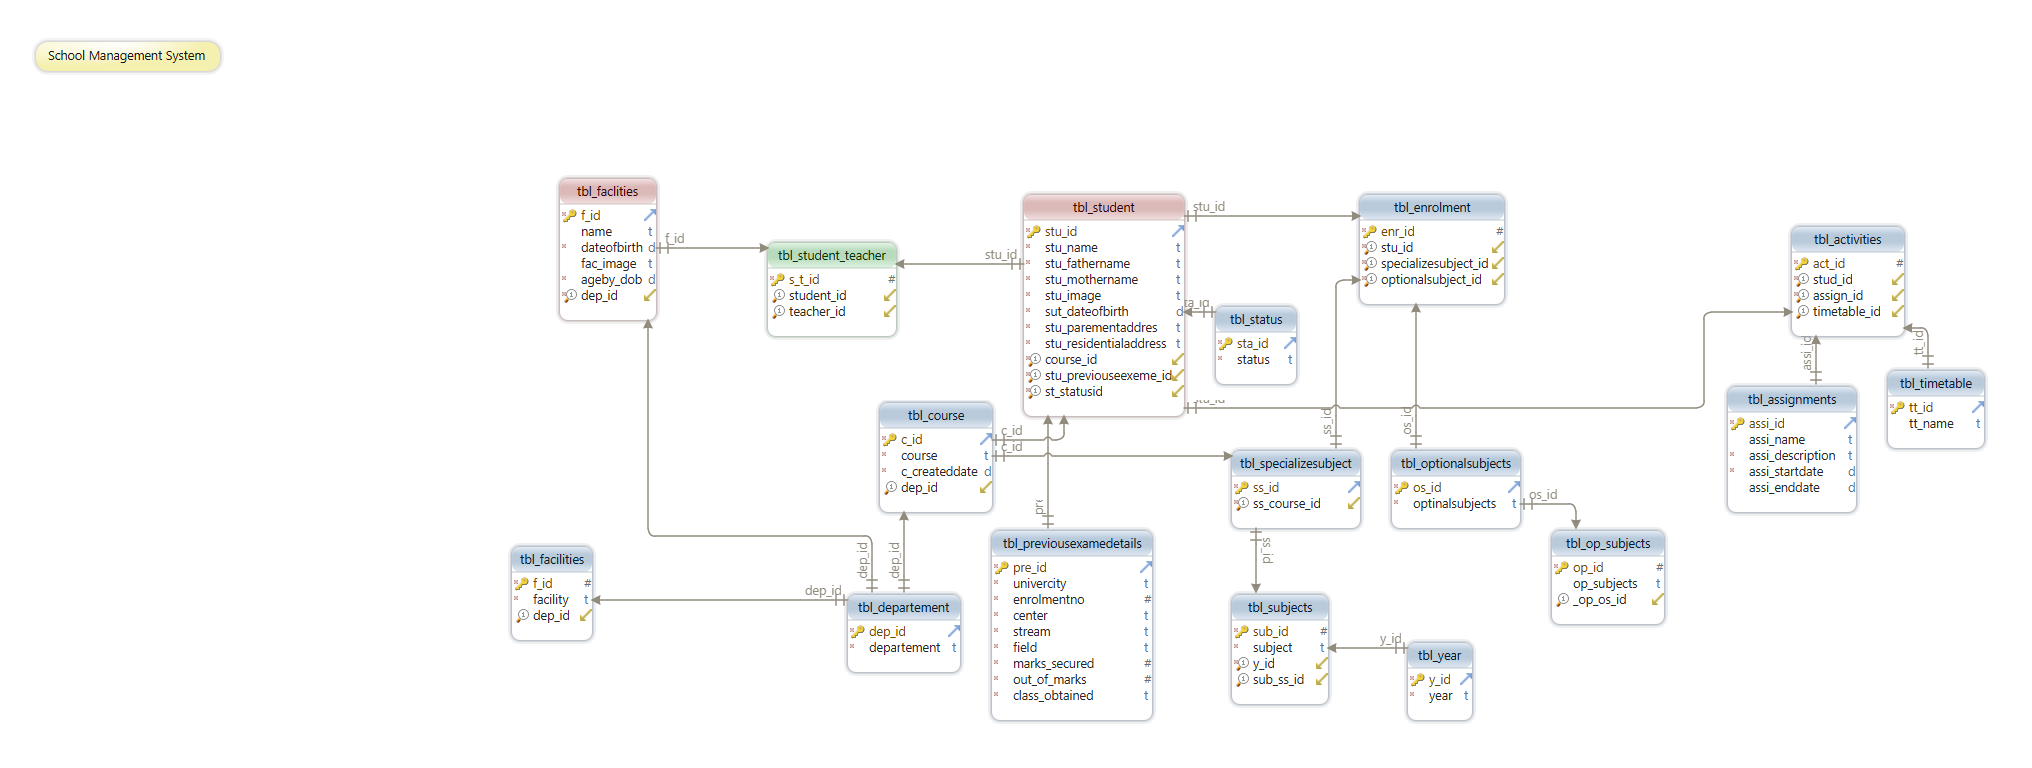 School Management System
tbl_faclities
f_id
name t
dateofbirth d
fac_image t
ageby_dob d
dep_id
f_id
tbl_student_teacher
s_t_id #
student_id
teacher_id
stu_id
tbl_student
stu_id
stu_name t
stu_fathername t
stu_mothername t
stu_image t
sut_dateofbirth d
stu_parementaddres t
stu_residentialaddress t
course_id
stu_previouseexeme_id
st_statusid
stu_id
tbl_enrolment
enr_id #
stu_id
specializesubject_id
optionalsubject_id
tbl_status
sta_id
status t
tbl_activities
act_id #
stud_id
assign_id
timetable_id
assi_id
tt_id
tbl_assignments
assi_id
assi_name t
assi_description t
assi_startdate d
assi_enddate d
tbl_timetable
tt_id
tt_name t
stu_id
tbl_course
c_id
course t
c_createddate d
dep_id
c_id
c_id
ss_id
os_id
tbl_specializesubject
ss_id
ss_course_id
tbl_optionalsubjects
os_id
optinalsubjects t
os_id
tbl_op_subjects
op_id #
op_subjects t
_op_os_id
tbl_facilities
f_id #
facility t
dep_id
dep_id
dep_id
dep_id
tbl_departement
dep_id
departement t
tbl_previousexamedetails
pre_id
univercity t
enrolmentno #
center t
stream t
field t
marks_secured #
out_of_marks #
class_obtained t
ss_id
tbl_subjects
sub_id #
subject t
y_id
sub_ss_id
y_id
tbl_year
y_id
year t